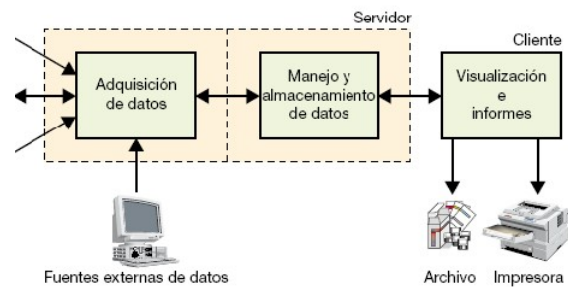 Servidor
Cliente
Adquisición
de datos
Manejo y
almacenamiento
de datos
Visualización
e
informes
Fuentes externas de datos
Archivo
Impresora